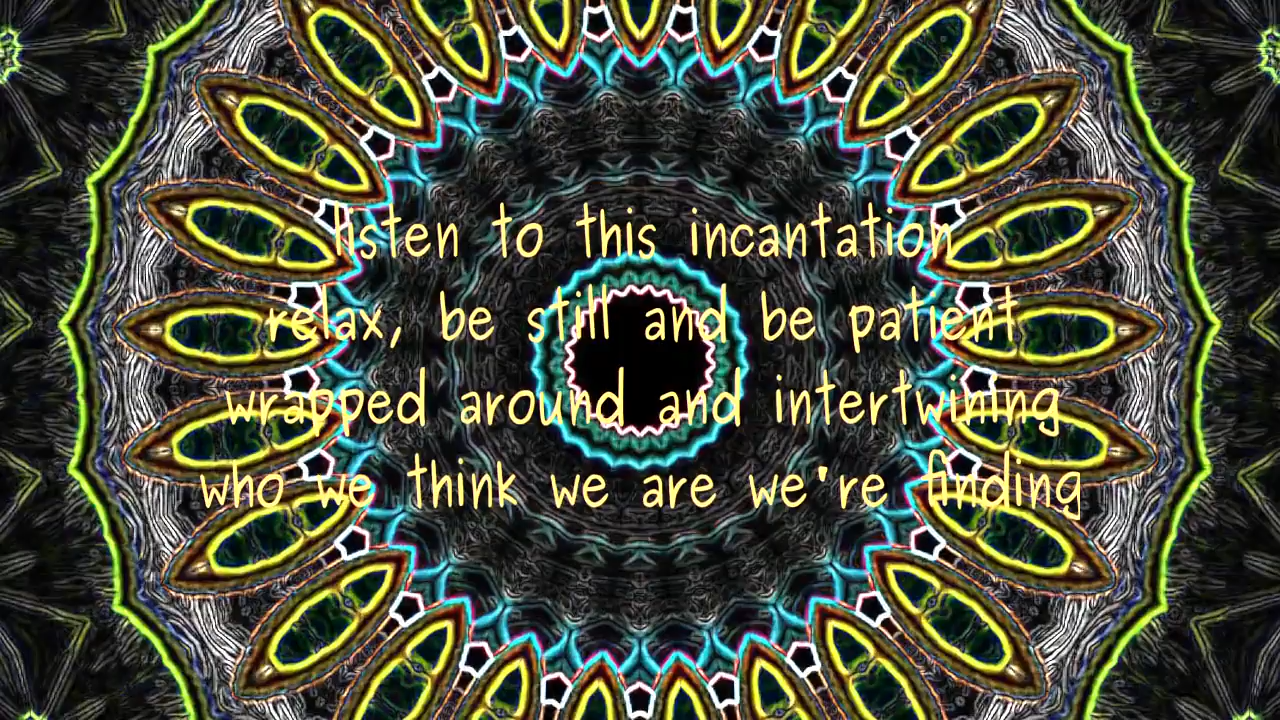 listen to this incantation
relax, be still and be patient
wrapped around and intertwining
who we think we are we're finding